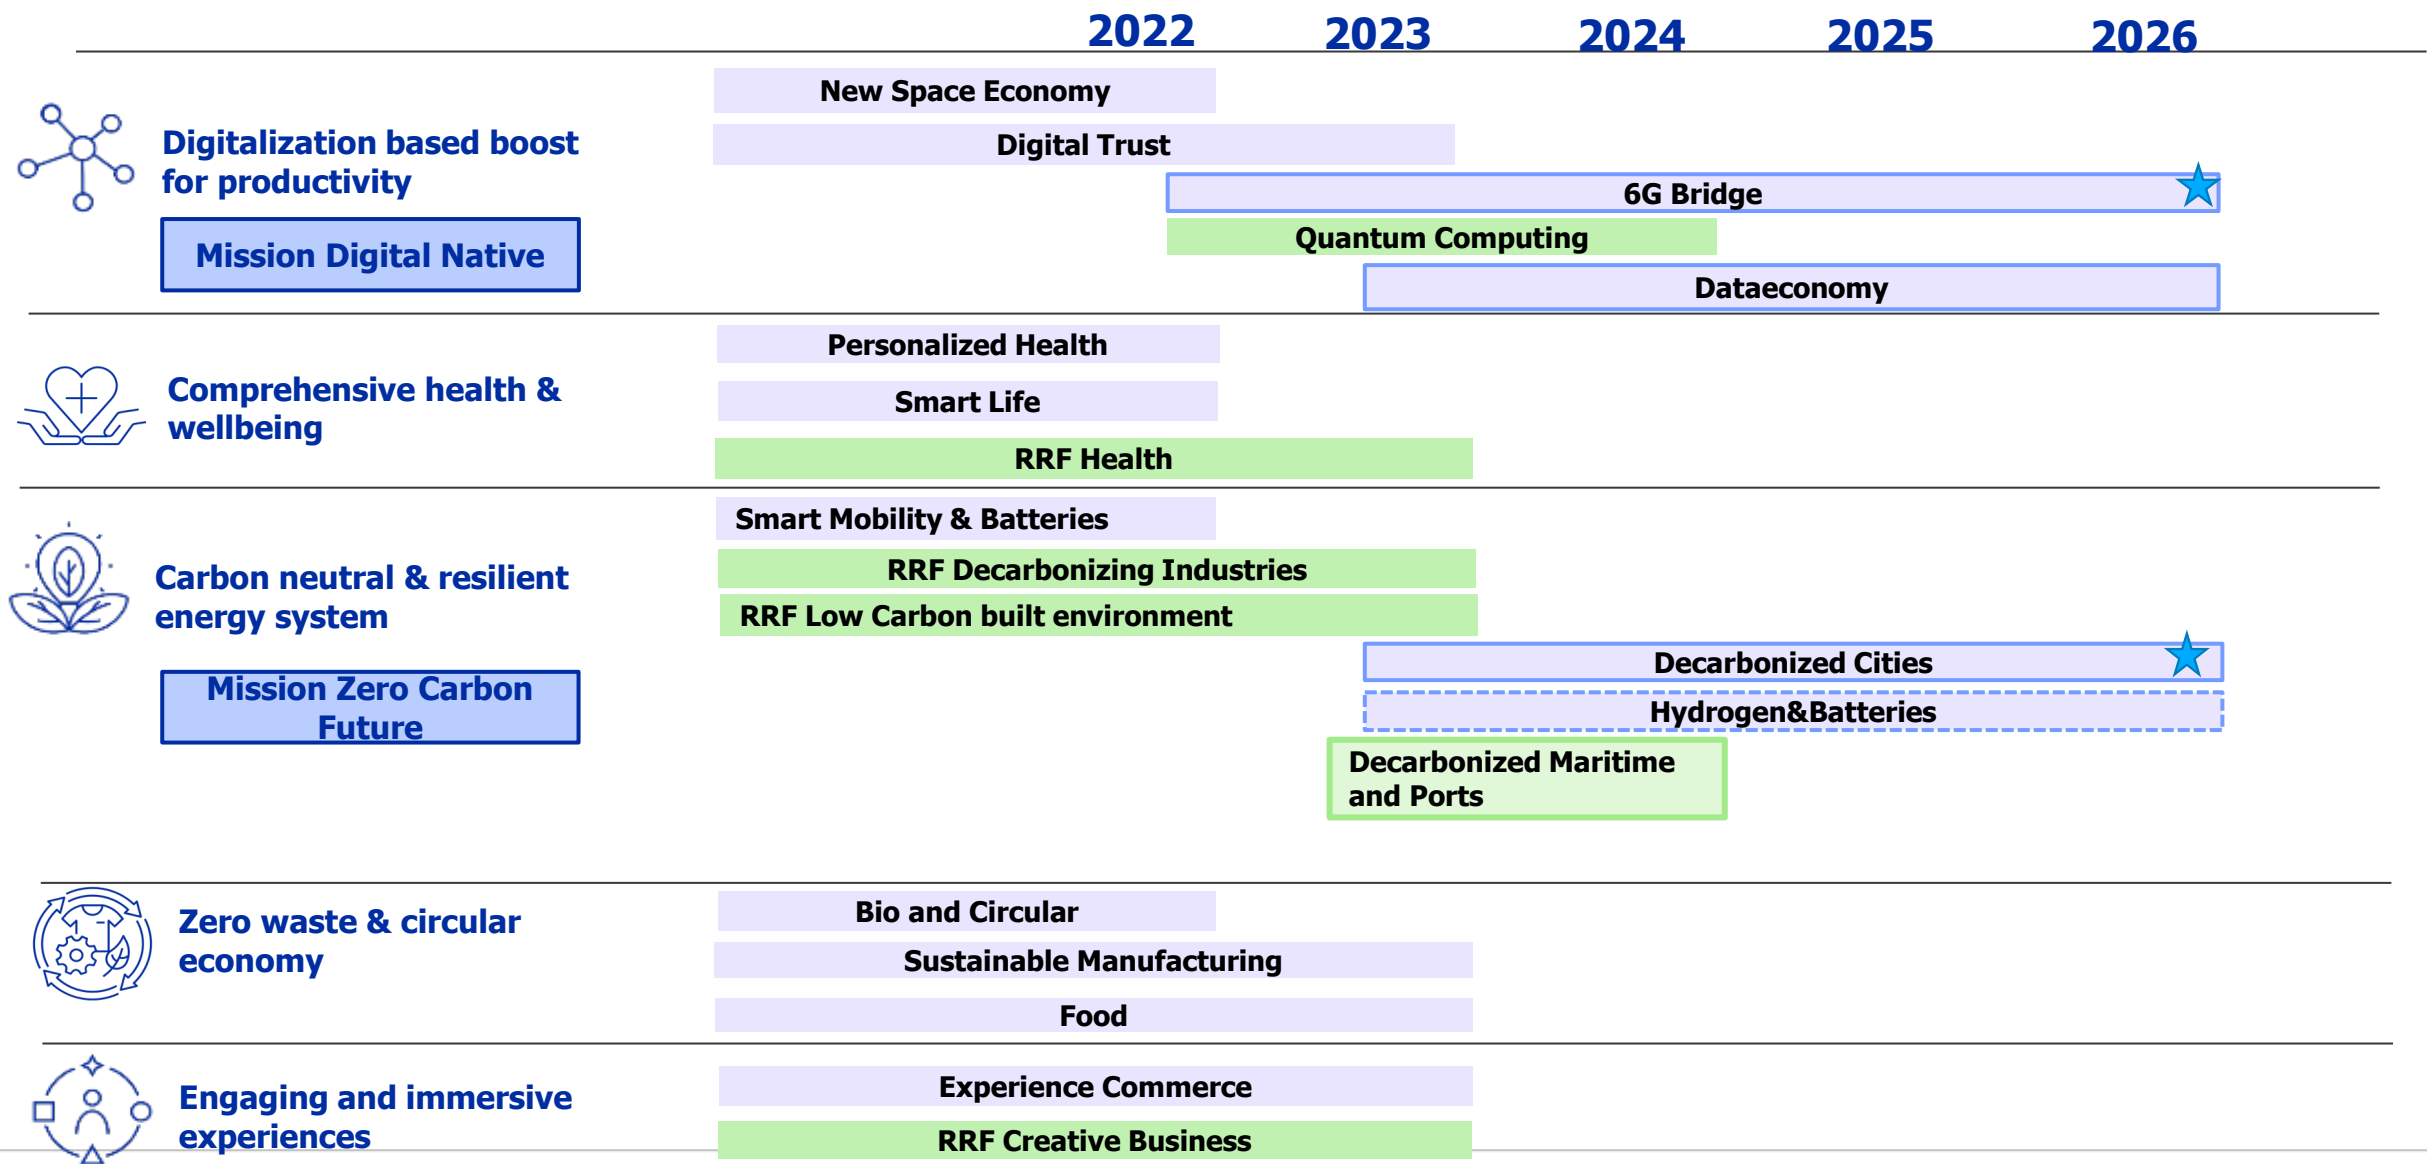 2022
2023
2024
2025
2026
Digitalization based boost
for productivity
Mission Digital Native
New Space Economy
Digital Trust
6G Bridge
Quantum Computing
Dataeconomy
Comprehensive health &
wellbeing
Personalized Health
Smart Life
RRF Health
Carbon neutral & resilient
energy system
Mission Zero Carbon
Future
Smart Mobility & Batteries
RRF Decarbonizing Industries
RRF Low Carbon built environment
Decarbonized Cities
Hydrogen&Batteries
Decarbonized Maritime
and Ports
Zero waste & circular
economy
Bio and Circular
Sustainable Manufacturing
Food
Engaging and immersive
experiences
Experience Commerce
RRF Creative Business